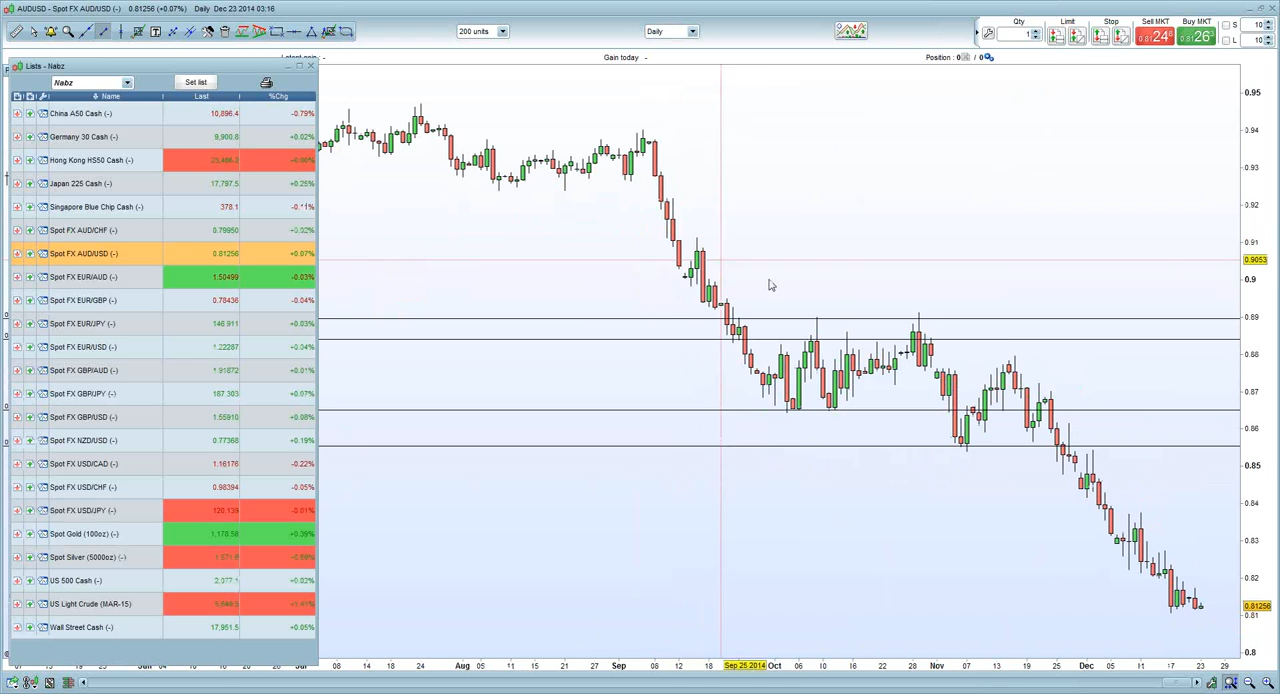 AUDUSD - Spot FX AUD/USD (-) 0.81256 (+0.07%) Daily Dec 23 2014 03:16
200 units
Daily
Qty
Limit
Stop
Sell MKT
Buy MKT
1
0.8124 8
0.8126 3
S 10
L 10
Gain today -
Position : 0 / 0
Lists - Nabz
Nabz
Set list
Name Last %Chg
China A50 Cash (-) 10,896.4 -0.79%
Germany 30 Cash (-) 9,900.8 +0.02%
Hong Kong HS50 Cash (-)
Japan 225 Cash (-) 17,797.5 +0.25%
Singapore Blue Chip Cash (-) 378.1 -0.11%
Spot FX AUD/CHF (-) 0.79950 +0.02%
Spot FX AUD/USD (-) 0.81256 +0.07%
Spot FX EUR/AUD (-) 1.50499 -0.03%
Spot FX EUR/GBP (-) 0.78436 -0.04%
Spot FX EUR/JPY (-) 146.911 +0.03%
Spot FX EUR/USD (-) 1.22287 +0.04%
Spot FX GBP/AUD (-) 1.91872 +0.01%
Spot FX GBP/JPY (-) 187.303 +0.07%
Spot FX GBP/USD (-) 1.55910 +0.08%
Spot FX NZD/USD (-) 0.77368 +0.19%
Spot FX USD/CAD (-) 1.16176 -0.22%
Spot FX USD/CHF (-) 0.98394 -0.05%
Spot FX USD/JPY (-) 120.139 -0.01%
Spot Gold (100oz) (-) 1,178.58 +0.39%
Spot Silver (5000oz) (-)
US 500 Cash (-) 2,077.1 +0.02%
US Light Crude (MAR-15)
Wall Street Cash (-) 17,951.5 +0.05%
0.95
0.94
0.93
0.92
0.91
0.9053
0.9
0.89
0.88
0.87
0.86
0.85
0.84
0.83
0.82
0.81256
0.81
0.8
08 14 18 24 Aug 05 11 15 21 27 Sep 08 12 18 Sep 25 2014 Oct 06 10 16 22 28 Nov 07 13 19 25 Dec 05 11 17 23 29